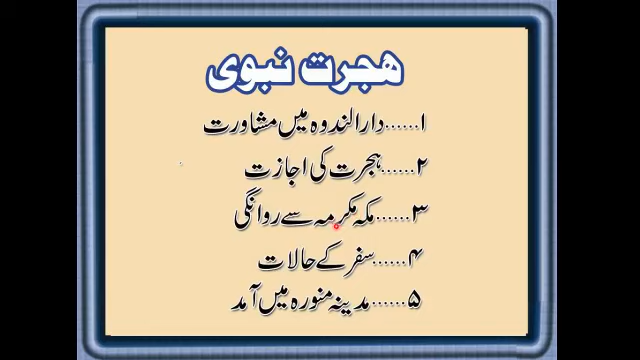 ہجرت نبوی
۱......دارالندوہ میں مشاورت
۲......ہجرت کی اجازت
۳......مکہ مکرمہ سے روانگی
۴......سفر کے حالات
۵......مدینہ منورہ میں آمد